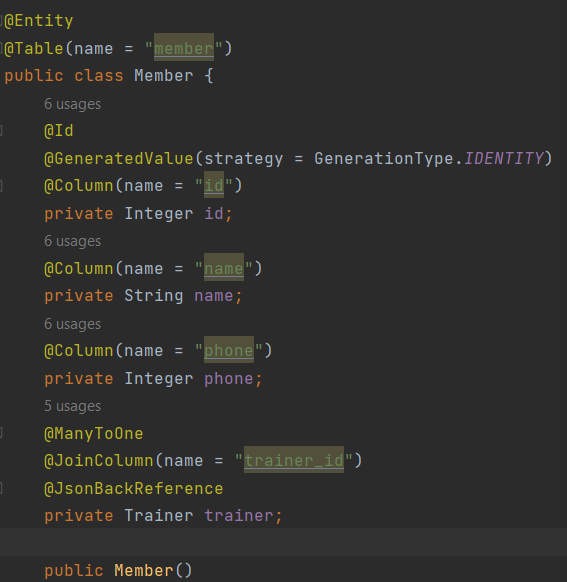 @Entity
@Table(name = "member")
public class Member {
6 usages
@Id
@GeneratedValue(strategy = GenerationType.IDENTITY)
@Column(name = "id")
private Integer id;
6 usages
@Column(name = "name")
private String name;
6 usages
@Column(name = "phone")
private Integer phone;
5 usages
@ManyToOne
@JoinColumn(name = "trainer_id")
@JsonBackReference
private Trainer trainer;
public Member()